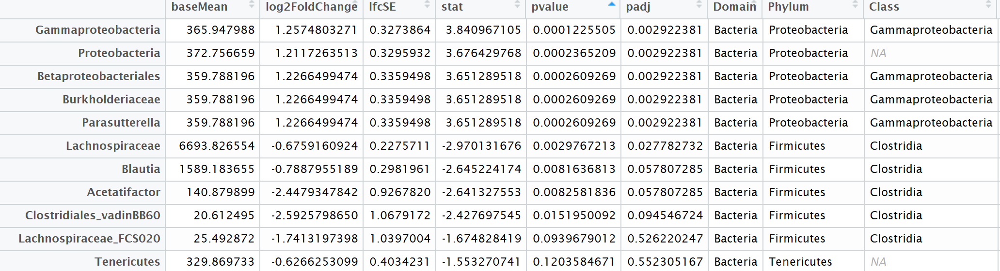 baseMean log2FoldChange lfcSE stat pvalue padj Domain Phylum Class
Gammaproteobacteria 365.947988 1.2574803271 0.3273864 3.840967105 0.0001225505 0.002922381 Bacteria Proteobacteria Gammaproteobacteria
Proteobacteria 372.756659 1.2117263513 0.3295932 3.676429768 0.0002365209 0.002922381 Bacteria Proteobacteria NA
Betaproteobacteriales 359.788196 1.2266499474 0.3359498 3.651289518 0.0002609269 0.002922381 Bacteria Proteobacteria Gammaproteobacteria
Burkholderiaceae 359.788196 1.2266499474 0.3359498 3.651289518 0.0002609269 0.002922381 Bacteria Proteobacteria Gammaproteobacteria
Parasutterella 359.788196 1.2266499474 0.3359498 3.651289518 0.0002609269 0.002922381 Bacteria Proteobacteria Gammaproteobacteria
Lachnospiraceae 6693.826554 -0.6759160924 0.2275711 -2.970131676 0.0029767213 0.027782732 Bacteria Firmicutes Clostridia
Blautia 1589.183655 -0.7887955189 0.2981961 -2.645224174 0.0081636813 0.057807285 Bacteria Firmicutes Clostridia
Acetatifactor 140.879899 -2.4479347842 0.9267820 -2.641327553 0.0082581836 0.057807285 Bacteria Firmicutes Clostridia
Clostridiales_vadinBB60 20.612495 -2.5925798650 1.0679172 -2.427697545 0.0151950092 0.094546724 Bacteria Firmicutes Clostridia
Lachnospiraceae_FCS020 25.492872 -1.7413197398 1.0397004 -1.674828419 0.0939679012 0.526220247 Bacteria Firmicutes Clostridia
Tenericutes 329.869733 -0.6266253099 0.4034231 -1.553270741 0.1203584671 0.552305167 Bacteria Tenericutes NA